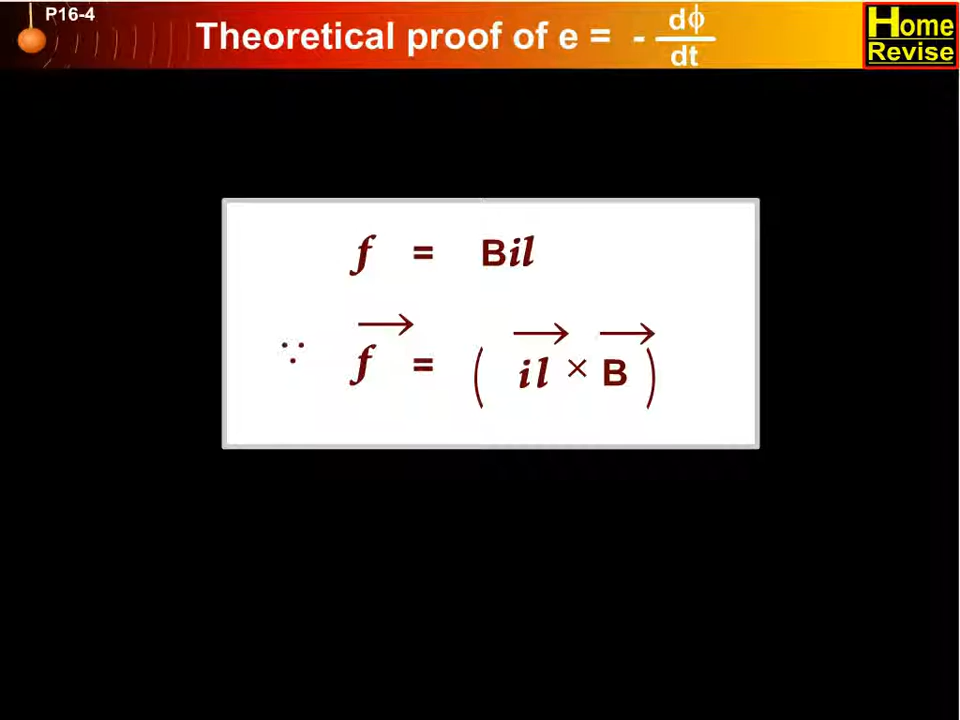 P16-4
Theoretical proof of e = - dϕ/dt
Home
Revise
f = Bil
∵ f⃗ = ( il⃗ × B⃗ )